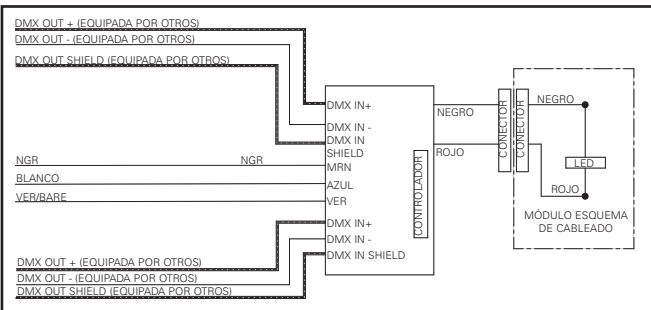 DMX OUT + (EQUIPADA POR OTROS)
DMX OUT - (EQUIPADA POR OTROS)
DMX OUT SHIELD (EQUIPADA POR OTROS)
NGR
NGR
BLANCO
VER/BARE
DMX OUT + (EQUIPADA POR OTROS)
DMX OUT - (EQUIPADA POR OTROS)
DMX OUT SHIELD (EQUIPADA POR OTROS)
DMX IN+
DMX IN -
DMX IN
SHIELD
MRN
AZUL
VER
DMX IN+
DMX IN -
DMX IN SHIELD
CONTROLADOR
NEGRO
ROJO
CONECTOR
CONECTOR
NEGRO
LED
ROJO
MÓDULO ESQUEMA
DE CABLEADO